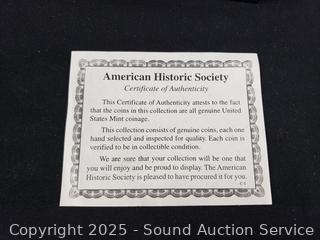 American Historic Society
Certificate of Authenticity
This Certificate of Authenticity attests to the fact
that the coins in this collection are all genuine United
States Mint coinage.
This collection consists of genuine coins, each one
hand selected and inspected for quality. Each coin is
verified to be in collectible condition.
We are sure that your collection will be one that
you will enjoy and be proud to display. The American
Historic Society is pleased to have procured it for you.
C1
Copyright 2025 - Sound Auction Service